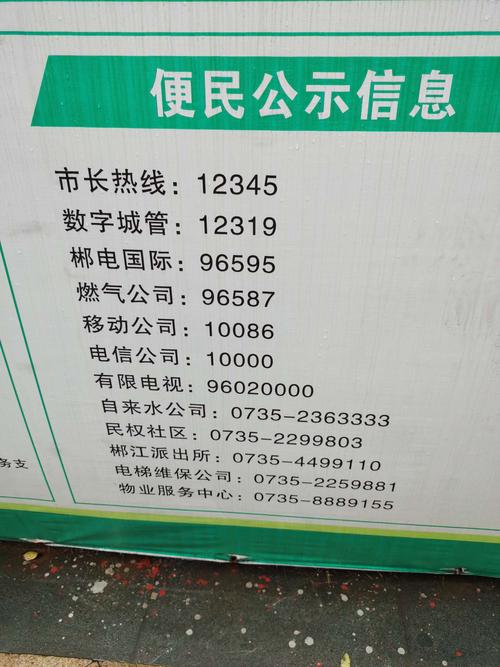 便民公示信息
市长热线：12345
数字城管：12319
郴电国际：96595
燃气公司：96587
移动公司：10086
电信公司：10000
有限电视：96020000
自来水公司：0735-2363333
民权社区：0735-2299803
郴江派出所：0735-4499110
电梯维保公司：0735-2259881
务支
物业服务中心：0735-8889155